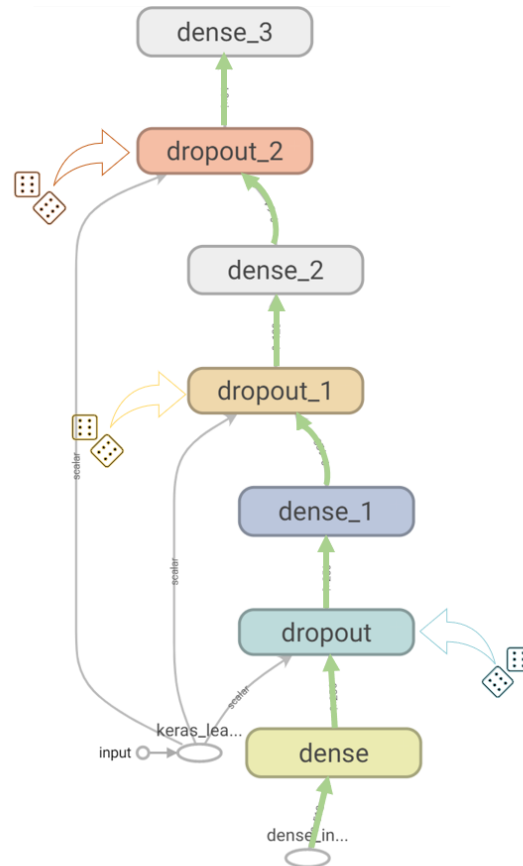 dense_3
dropout_2
dense_2
dropout_1
scalar
dense_1
scalar
dropout
scalar
keras_lea...
input
dense
dense_in...